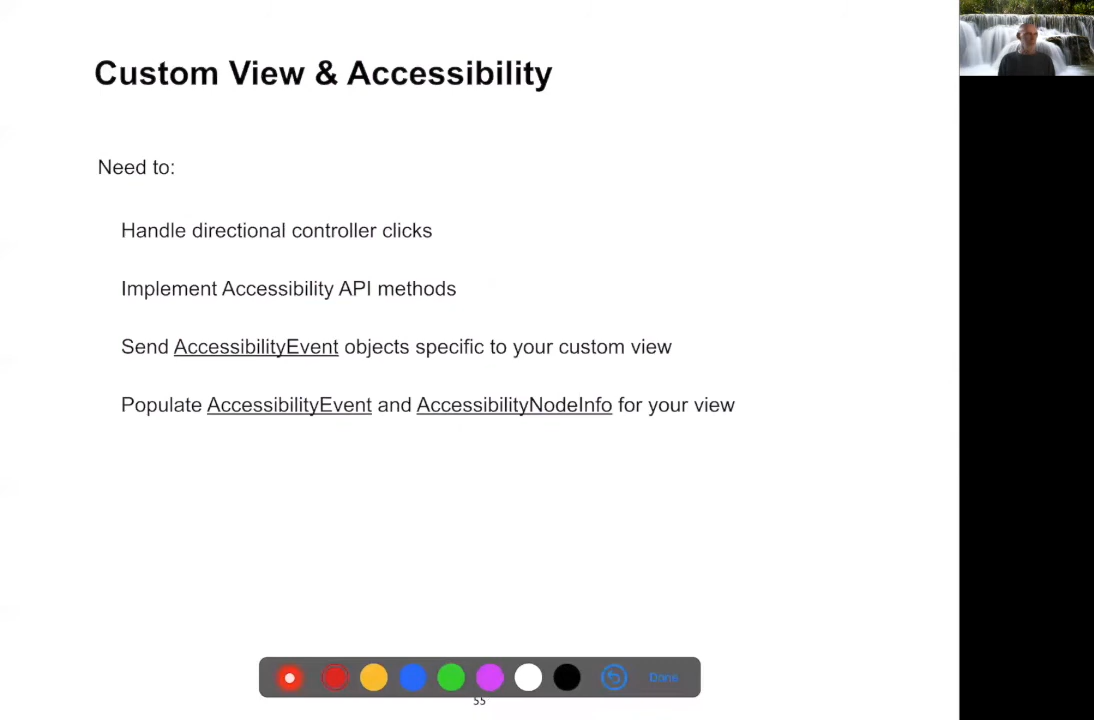 Custom View & Accessibility
Need to:
Handle directional controller clicks
Implement Accessibility API methods
Send AccessibilityEvent objects specific to your custom view
Populate AccessibilityEvent and AccessibilityNodeInfo for your view
Done
55